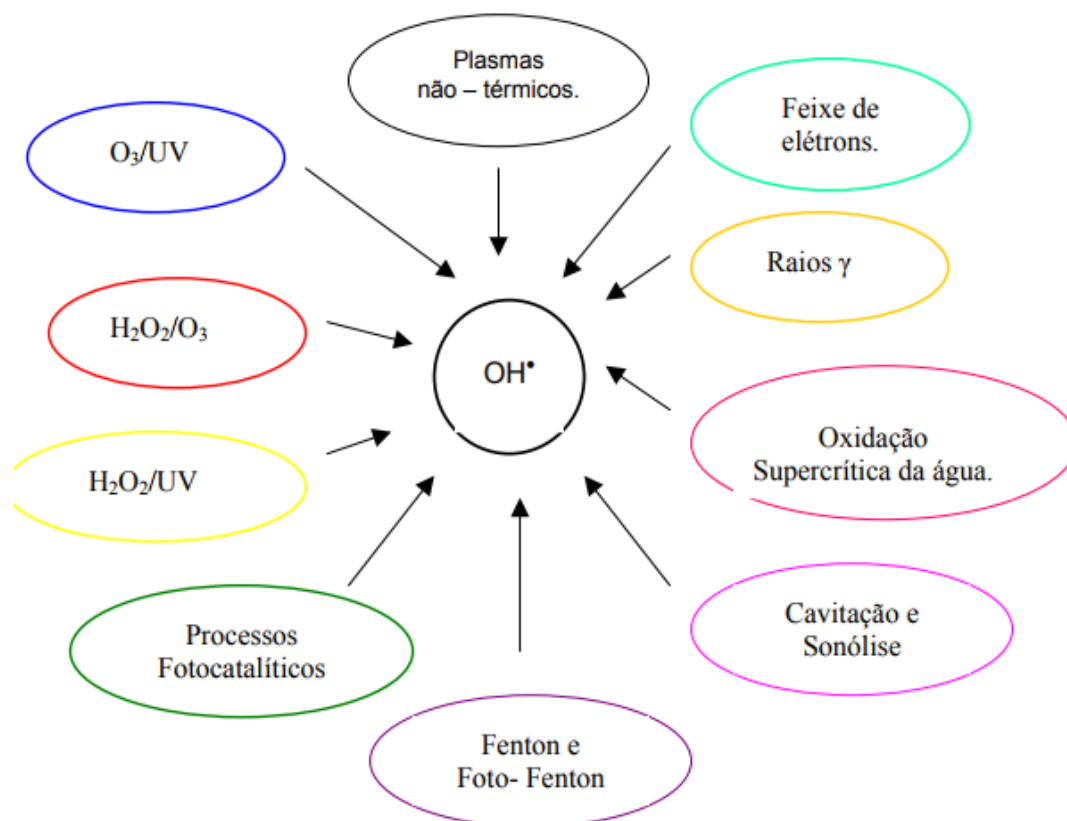 Plasmas
não – térmicos.
Feixe de
elétrons.
O₃/UV
Raios γ
H₂O₂/O₃
OH•
Oxidação
Supercrítica da água.
H₂O₂/UV
Cavitação e
Sonólise
Processos
Fotocatalíticos
Fenton e
Foto- Fenton